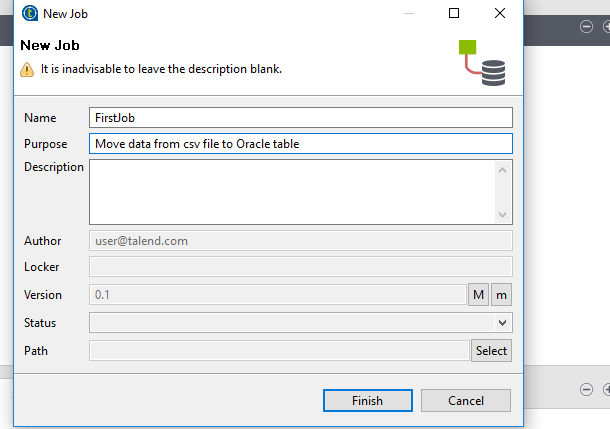 New Job
New Job
It is inadvisable to leave the description blank.
Name FirstJob
Purpose Move data from csv file to Oracle table
Description
Author user@talend.com
Locker
Version 0.1 M m
Status
Path Select
Finish Cancel